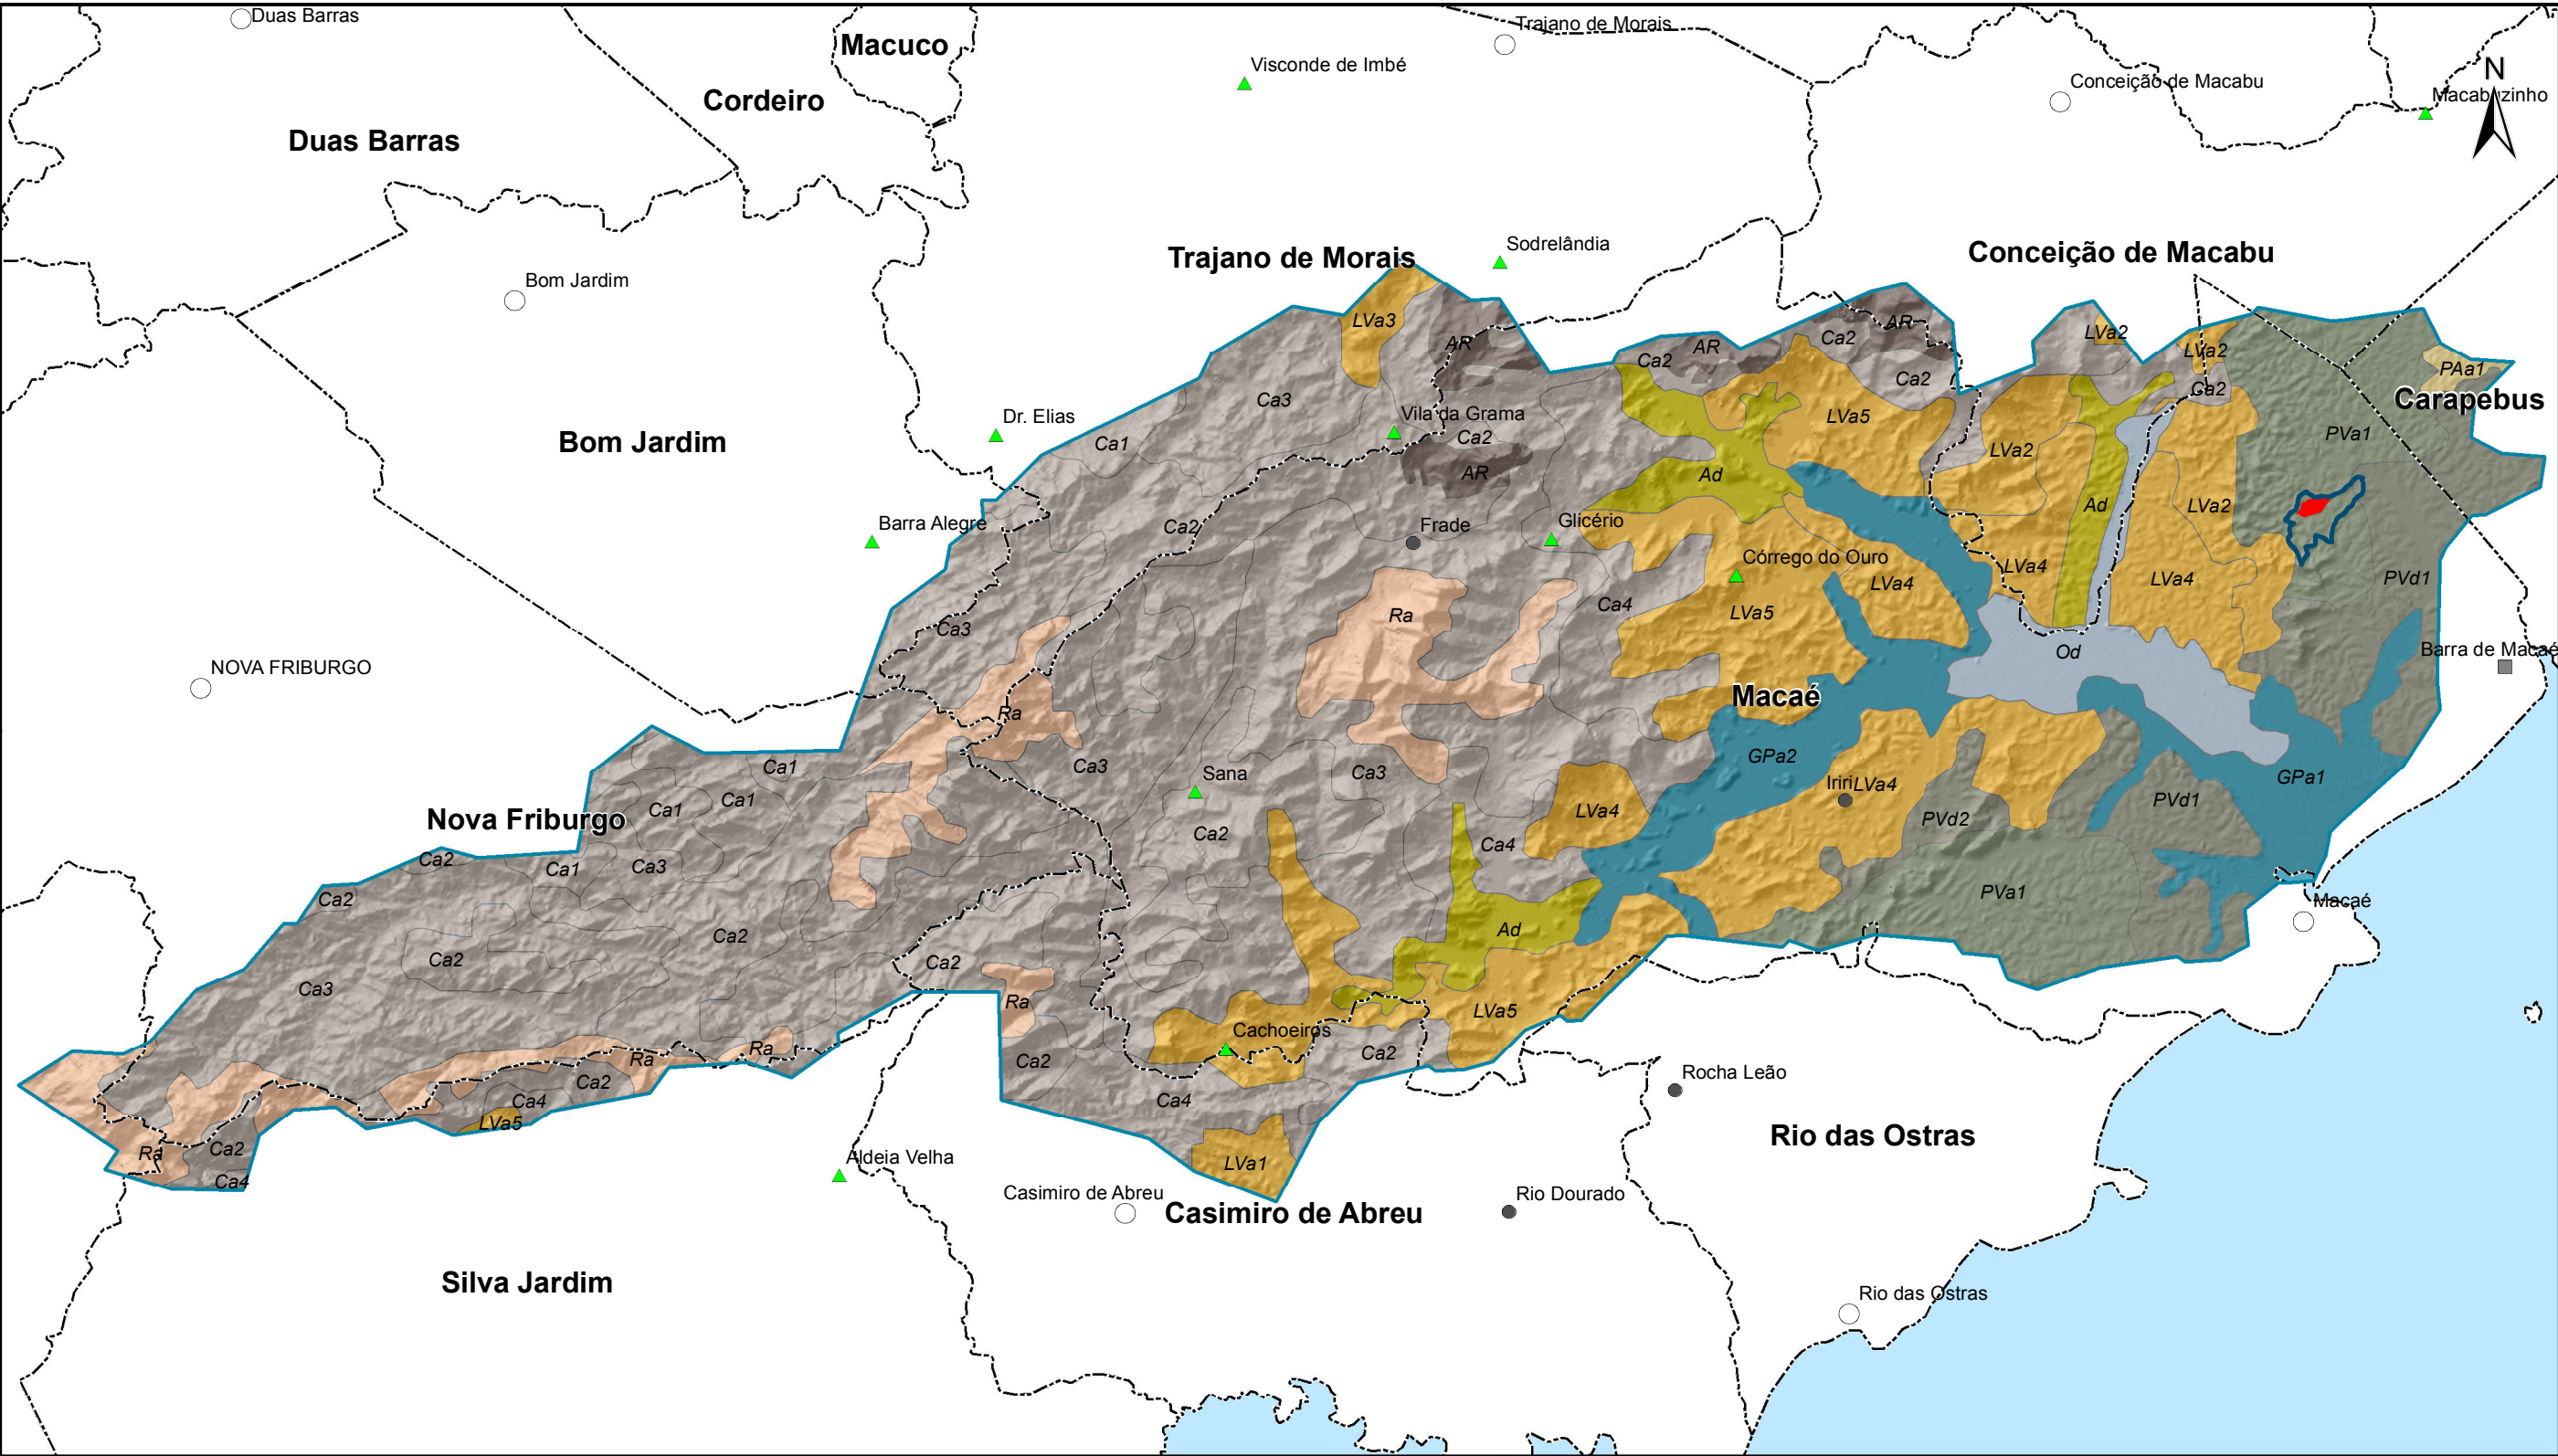 Duas Barras
Macuco
Trajano de Morais
Visconde de Imbé
N
Conceição de Macabu
Macabuzinho
Cordeiro
Duas Barras
Sodrelândia
Trajano de Morais
Conceição de Macabu
Bom Jardim
LVa3
AR
Ca2
AR
Ca2
AR
Ca2
LVa2
LVa2
Ca2
PAa1
Carapebus
Ca3
Dr. Elias
Ca1
Vila da Grama
Ca2
AR
LVa5
PVa1
Bom Jardim
LVa2
Ad
Ad
LVa2
Barra Alegre
Ca2
Frade
Glicério
Córrego do Ouro
LVa4
LVa4
LVa4
PVd1
Ca3
Ra
Ca4
LVa5
Od
Barra de Macaé
NOVA FRIBURGO
Ra
Macaé
Ca1
Ca3
Sana
Ca3
GPa2
GPa1
Ca1
Ca1
Nova Friburgo
Ca2
LVa4
Iriri
LVa4
PVd2
PVd1
Ca2
Ca1
Ca3
Ca4
Ca2
PVa1
Macaé
Ca2
Ad
Ca2
Ca2
Ca3
Ra
LVa5
Cachoeiros
Ra
Ra
Ca2
Ca2
Ca2
Rocha Leão
Ca4
Ca4
LVa5
Rio das Ostras
Ra
Ca2
Aldeia Velha
LVa1
Ca4
Casimiro de Abreu
Casimiro de Abreu
Rio Dourado
Silva Jardim
Rio das Ostras